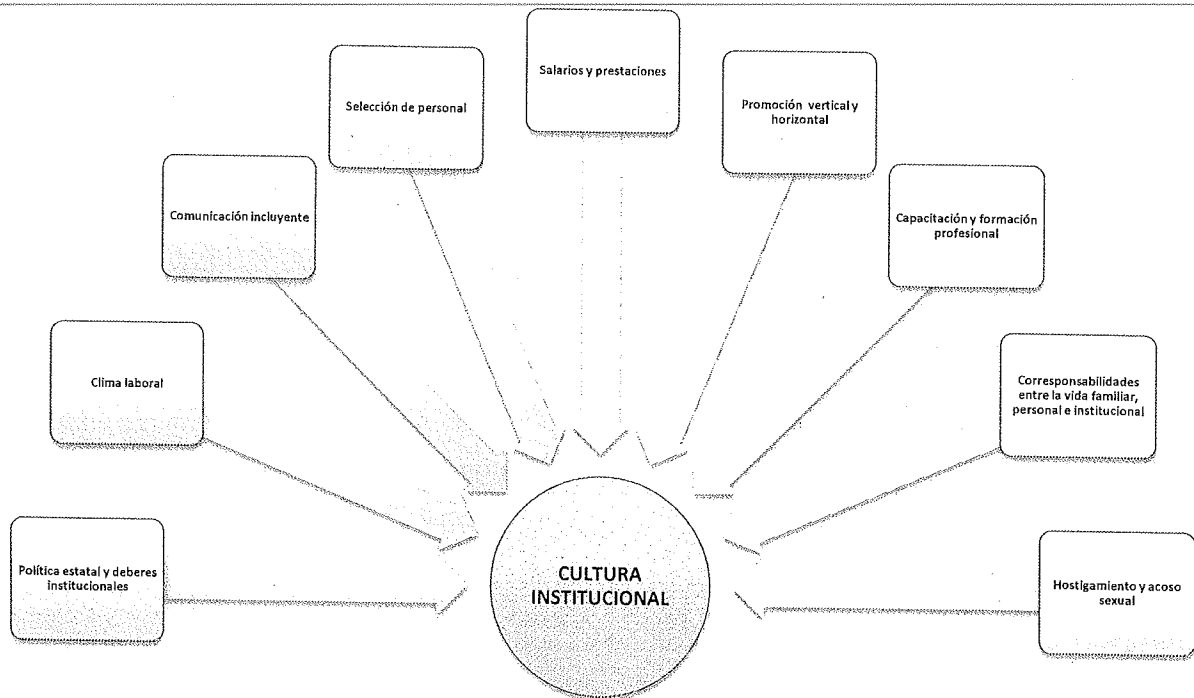 Salarios y prestaciones
Selección de personal
Promoción vertical y
horizontal
Comunicación incluyente
Capacitación y formación
profesional
Clima laboral
Corresponsabilidades
entre la vida familiar,
personal e institucional
Política estatal y deberes
institucionales
CULTURA
INSTITUCIONAL
Hostigamiento y acoso
sexual